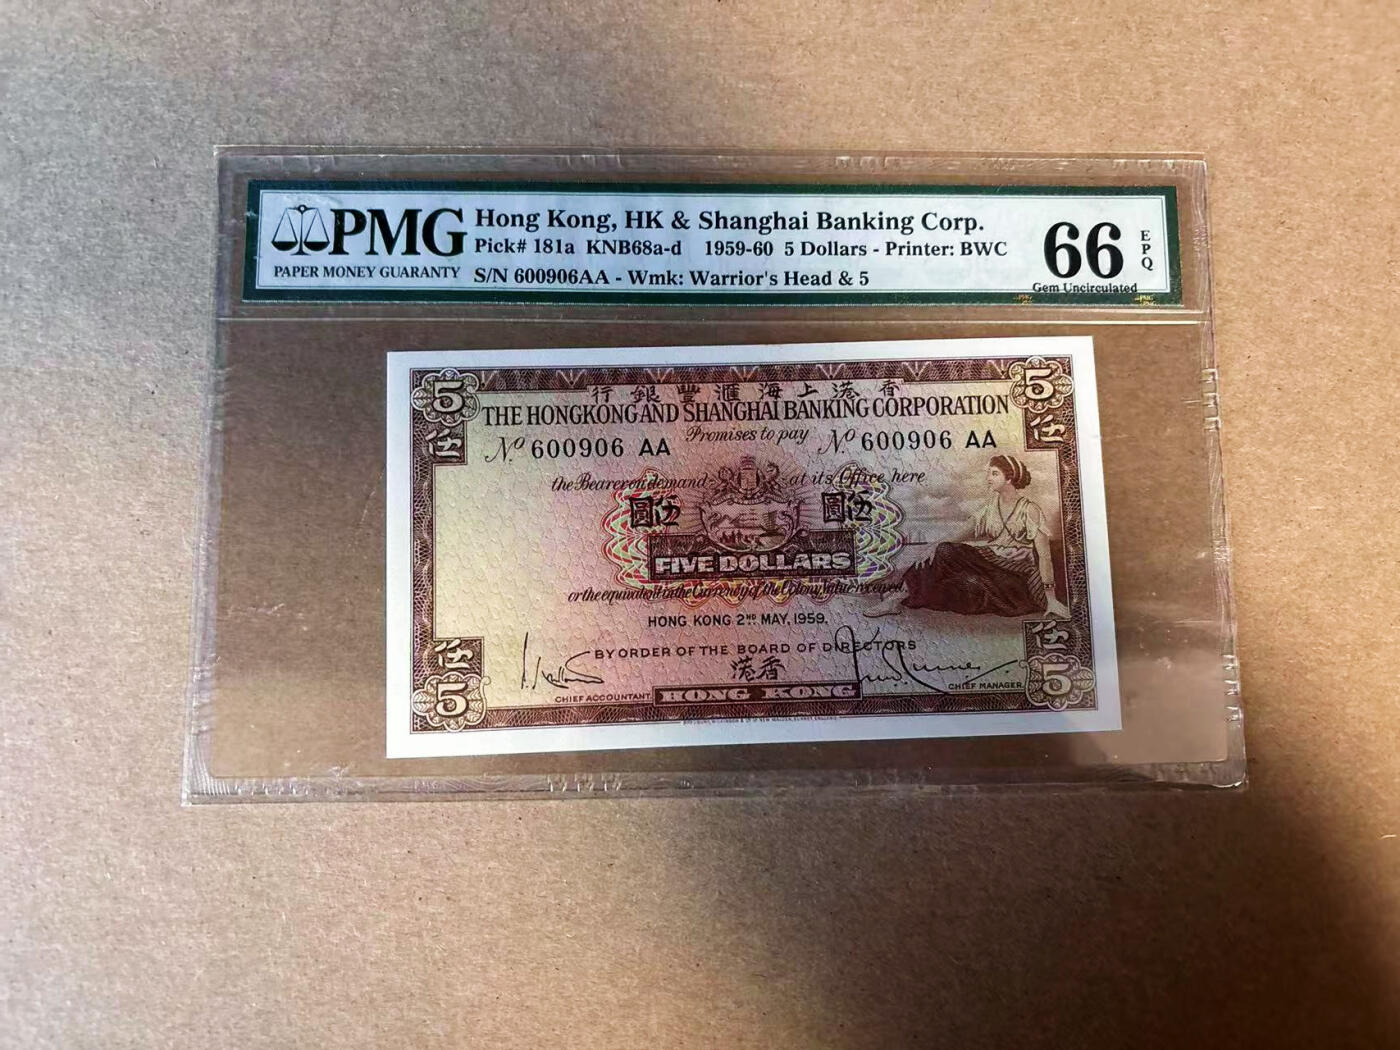 PMG
PAPER MONEY GUARANTY
Hong Kong, HK & Shanghai Banking Corp.
Pick# 181a KNB68a-d 1959-60 5 Dollars - Printer: BWC
S/N 600906AA - Wmk: Warrior's Head & 5
66
EPQ
Gem Uncirculated
5
5
行銀豐滙海上港香
THE HONGKONG AND SHANGHAI BANKING CORPORATION
伍
伍
Promises to pay
No. 600906 AA
No. 600906 AA
the Bearer on demand at its Office here
圓伍
圓伍
FIVE DOLLARS
or the equivalent in the Currency of the Colony, value received.
HONG KONG 2ND MAY, 1959.
BY ORDER OF THE BOARD OF DIRECTORS
港香
伍
伍
CHIEF ACCOUNTANT.
HONG KONG
CHIEF MANAGER.
5
5